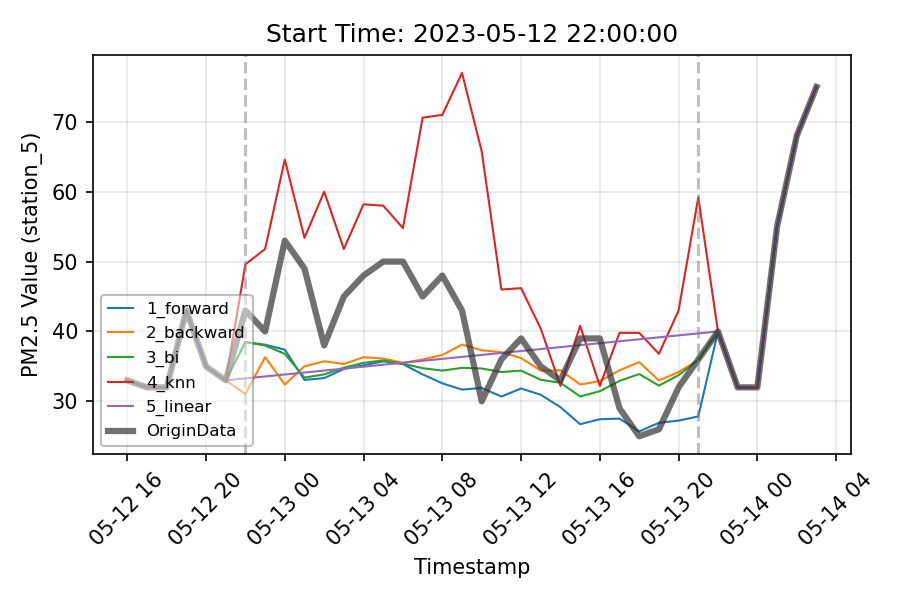 Start Time: 2023-05-12 22:00:00
PM2.5 Value (station_5)
70
60
50
40
30
1_forward
2_backward
3_bi
4_knn
5_linear
OriginData
05-12 16
05-12 20
05-13 00
05-13 04
05-13 08
05-13 12
05-13 16
05-13 20
05-14 00
05-14 04
Timestamp